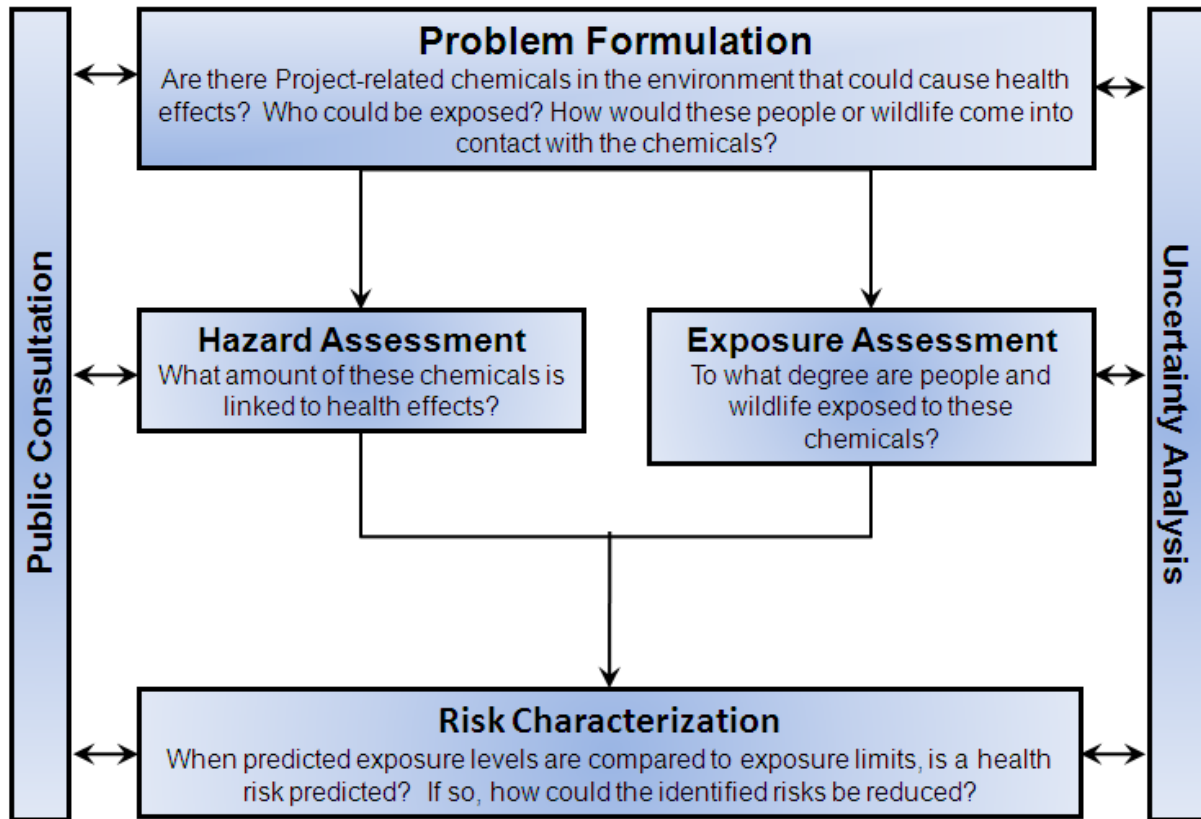 Problem Formulation
Are there Project-related chemicals in the environment that could cause health
effects? Who could be exposed? How would these people or wildlife come into
contact with the chemicals?
Public Consultation
Uncertainty Analysis
Hazard Assessment
What amount of these chemicals is
linked to health effects?
Exposure Assessment
To what degree are people and
wildlife exposed to these
chemicals?
Risk Characterization
When predicted exposure levels are compared to exposure limits, is a health
risk predicted? If so, how could the identified risks be reduced?